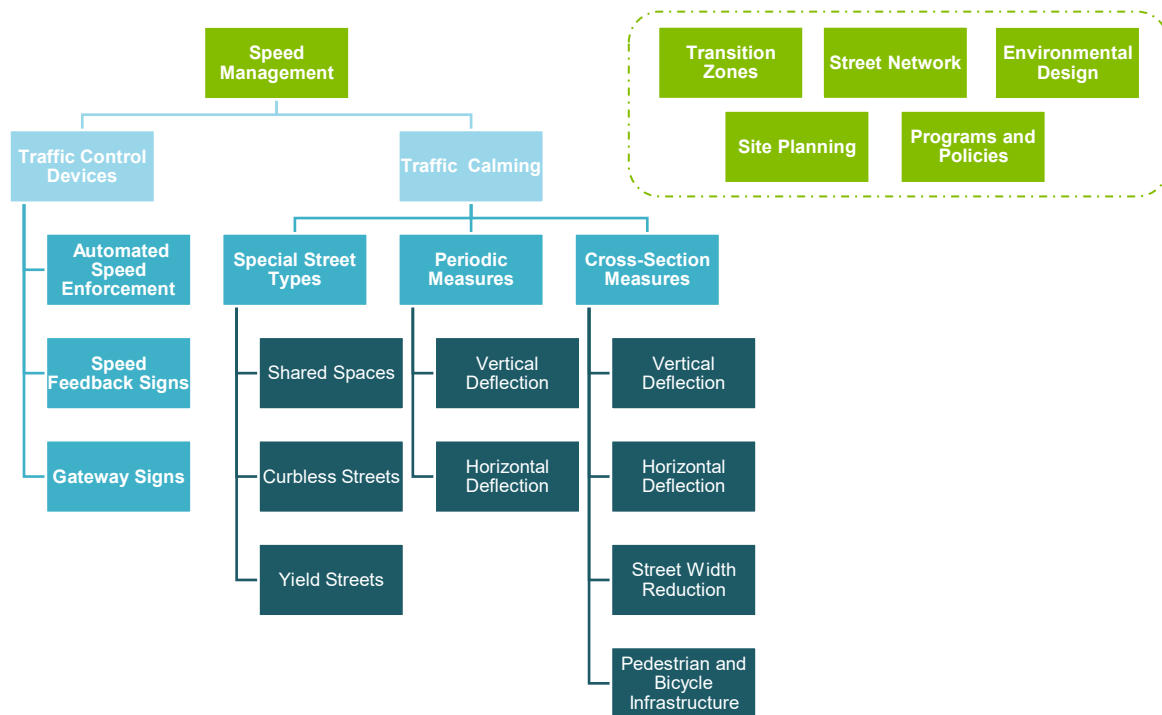 Speed
Management
Transition
Zones
Street Network
Environmental
Design
Site Planning
Programs and
Policies
Traffic Control
Devices
Traffic Calming
Automated
Speed
Enforcement
Speed
Feedback Signs
Gateway Signs
Special Street
Types
Shared Spaces
Curbless Streets
Yield Streets
Periodic
Measures
Vertical
Deflection
Horizontal
Deflection
Cross-Section
Measures
Vertical
Deflection
Horizontal
Deflection
Street Width
Reduction
Pedestrian and
Bicycle
Infrastructure